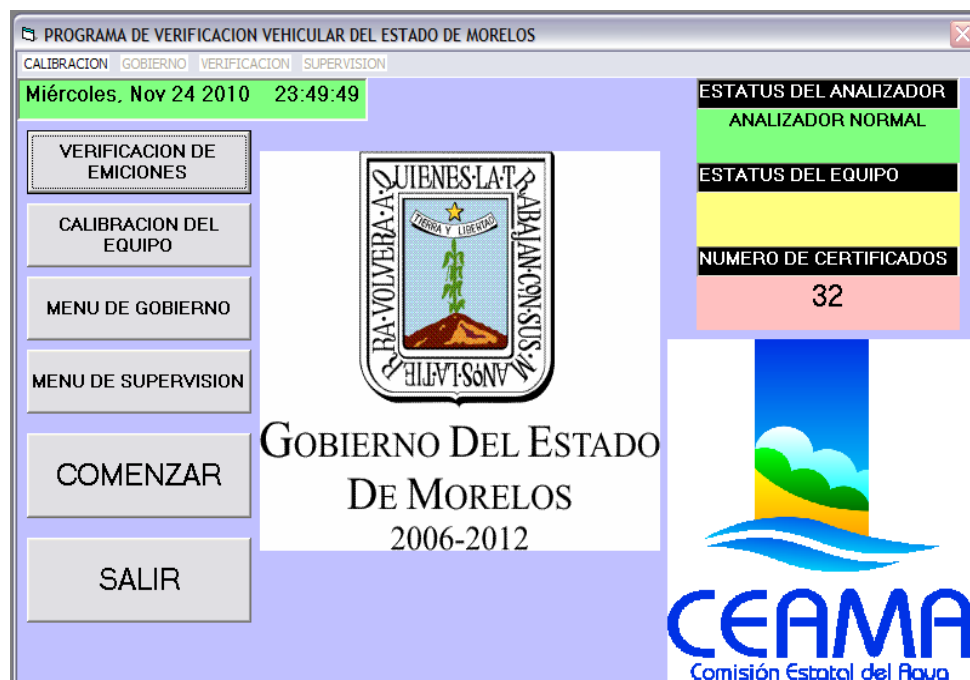 PROGRAMA DE VERIFICACION VEHICULAR DEL ESTADO DE MORELOS
CALIBRACION GOBIERNO VERIFICACION SUPERVISION
Miércoles, Nov 24 2010 23:49:49
VERIFICACION DE
EMICIONES
CALIBRACION DEL
EQUIPO
MENU DE GOBIERNO
MENU DE SUPERVISION
COMENZAR
SALIR
LA·TIERRA·VOLVERA·A·QUIENES·LA·TRABAJAN·CON·SUS·MANOS
TIERRA Y LIBERTAD
GOBIERNO DEL ESTADO
DE MORELOS
2006-2012
ESTATUS DEL ANALIZADOR
ANALIZADOR NORMAL
ESTATUS DEL EQUIPO
NUMERO DE CERTIFICADOS
32
CEAMA
Comisión Estatal del Agua